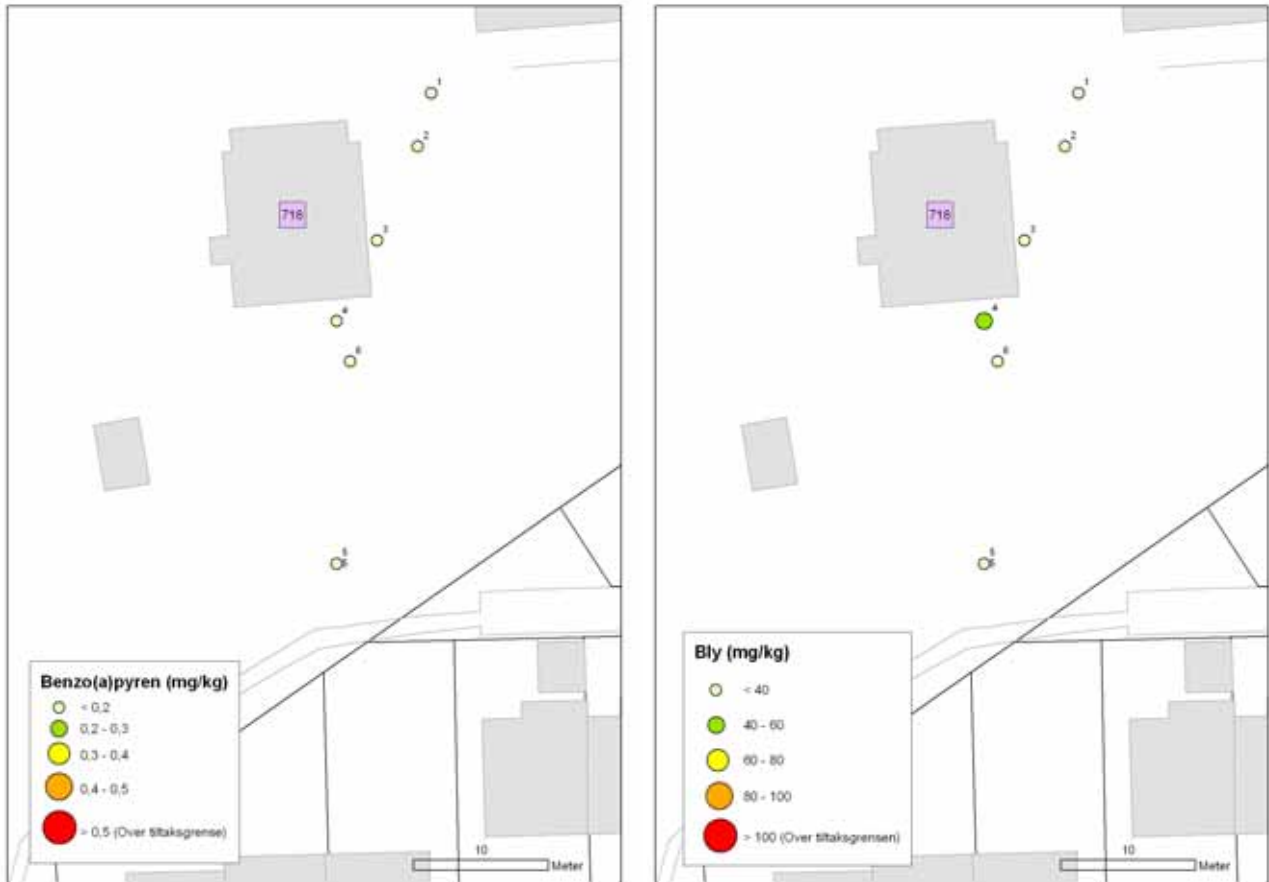 1
2
718
3
4
6
5
6
Benzo(a)pyren (mg/kg)
< 0,2
0,2 - 0,3
0,3 - 0,4
0,4 - 0,5
> 0,5 (Over tiltaksgrense)
10
Meter
1
2
718
3
4
6
5
6
Bly (mg/kg)
< 40
40 - 60
60 - 80
80 - 100
> 100 (Over tiltaksgrensen)
10
Meter